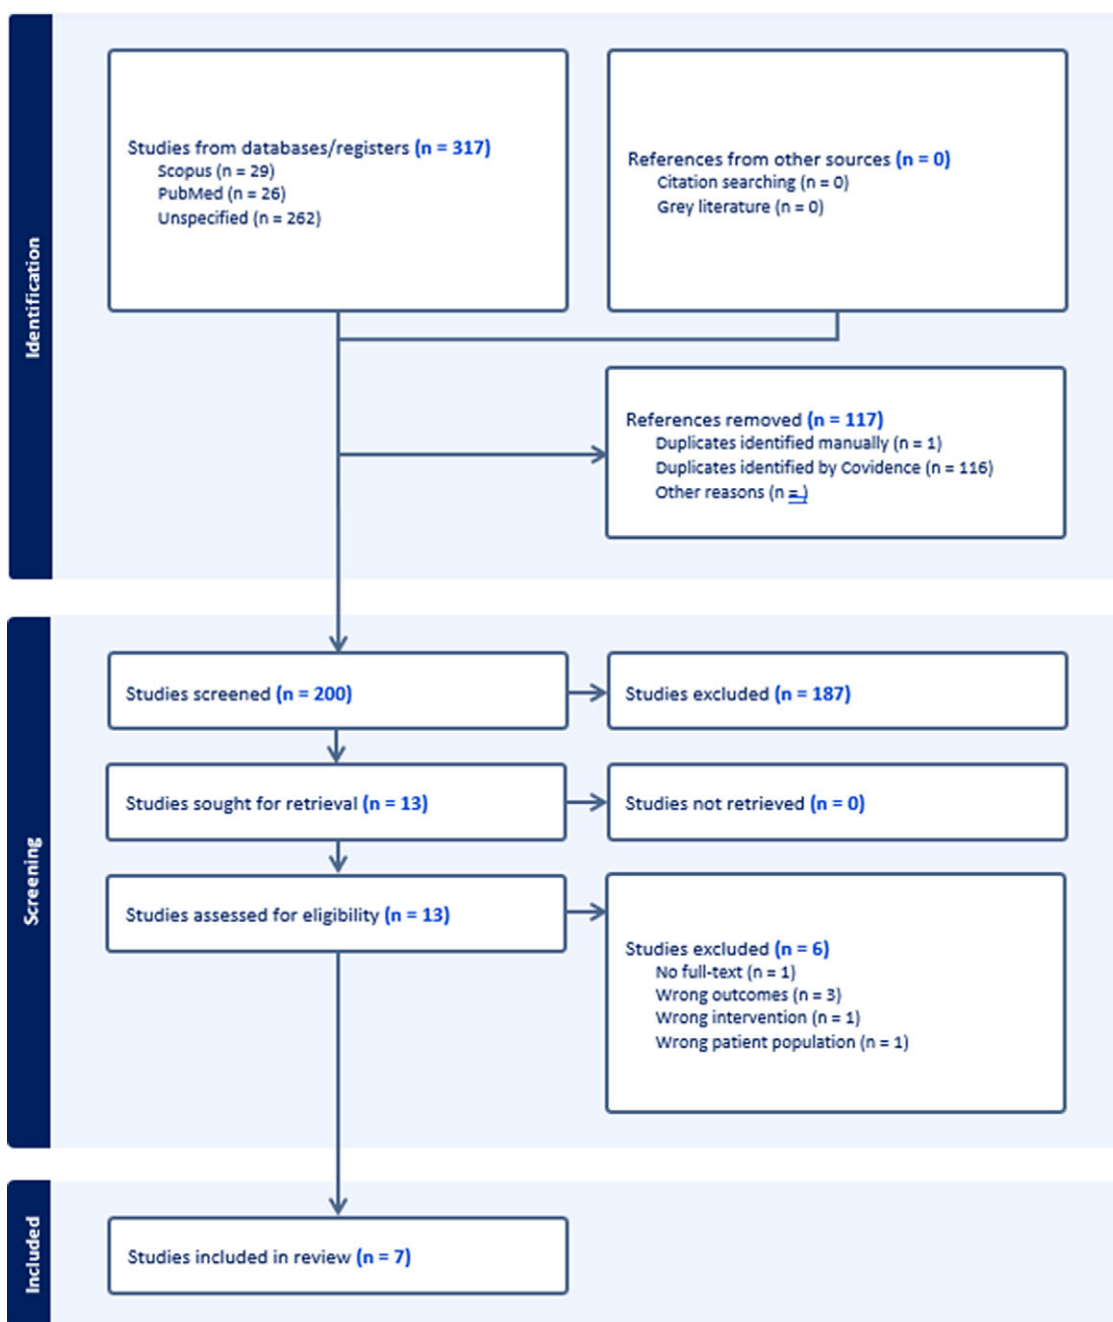 Identification
Studies from databases/registers (n = 317)
Scopus (n = 29)
PubMed (n = 26)
Unspecified (n = 262)
References from other sources (n = 0)
Citation searching (n = 0)
Grey literature (n = 0)
References removed (n = 117)
Duplicates identified manually (n = 1)
Duplicates identified by Covidence (n = 116)
Other reasons (n = )
Screening
Studies screened (n = 200)
Studies excluded (n = 187)
Studies sought for retrieval (n = 13)
Studies not retrieved (n = 0)
Studies assessed for eligibility (n = 13)
Studies excluded (n = 6)
No full-text (n = 1)
Wrong outcomes (n = 3)
Wrong intervention (n = 1)
Wrong patient population (n = 1)
Included
Studies included in review (n = 7)